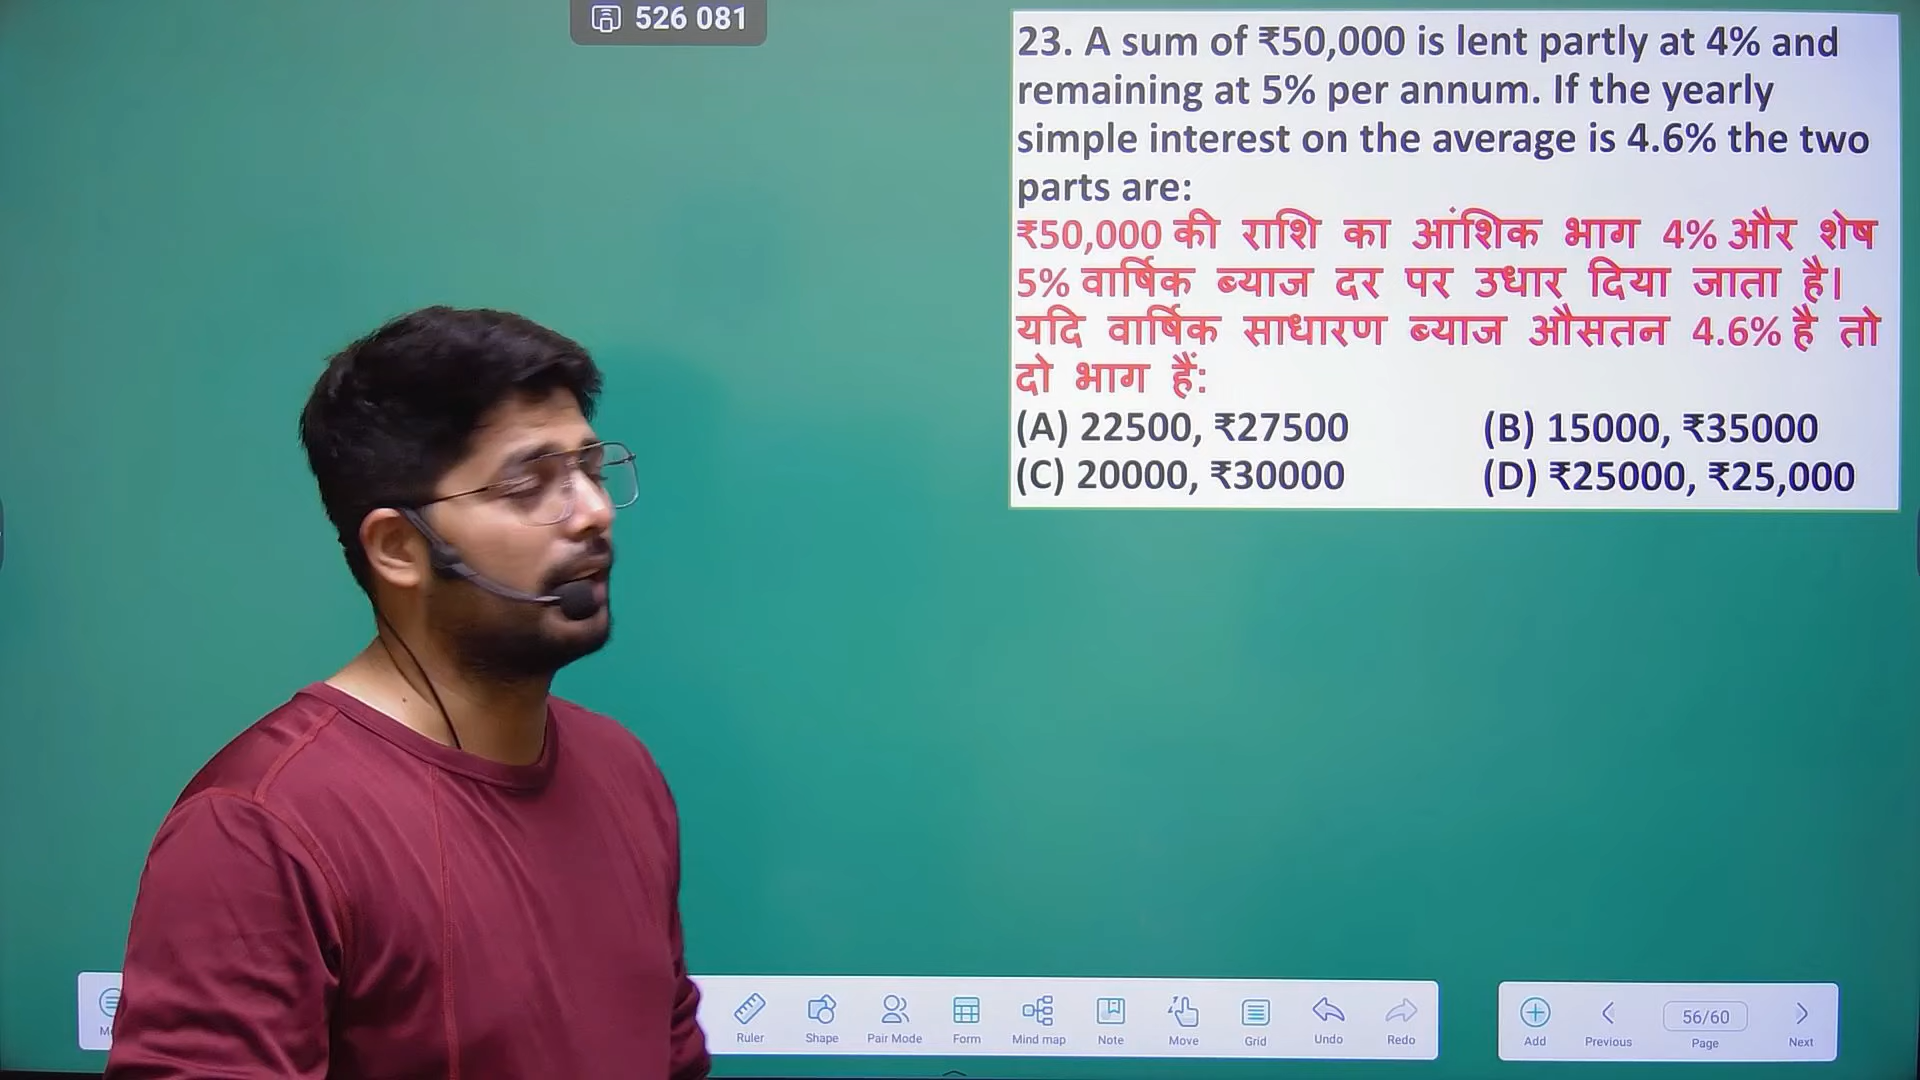 526 081
23. A sum of ₹50,000 is lent partly at 4% and
remaining at 5% per annum. If the yearly
simple interest on the average is 4.6% the two
parts are:
₹50,000 की राशि का आंशिक भाग 4% और शेष
5% वार्षिक ब्याज दर पर उधार दिया जाता है।
यदि वार्षिक साधारण ब्याज औसतन 4.6% है तो
दो भाग हैं:
(A) 22500, ₹27500 (B) 15000, ₹35000
(C) 20000, ₹30000 (D) ₹25000, ₹25,000
Ruler Shape Pair Mode Form Mind map Note Move Grid Undo Redo
56/60
Add Previous Page Next